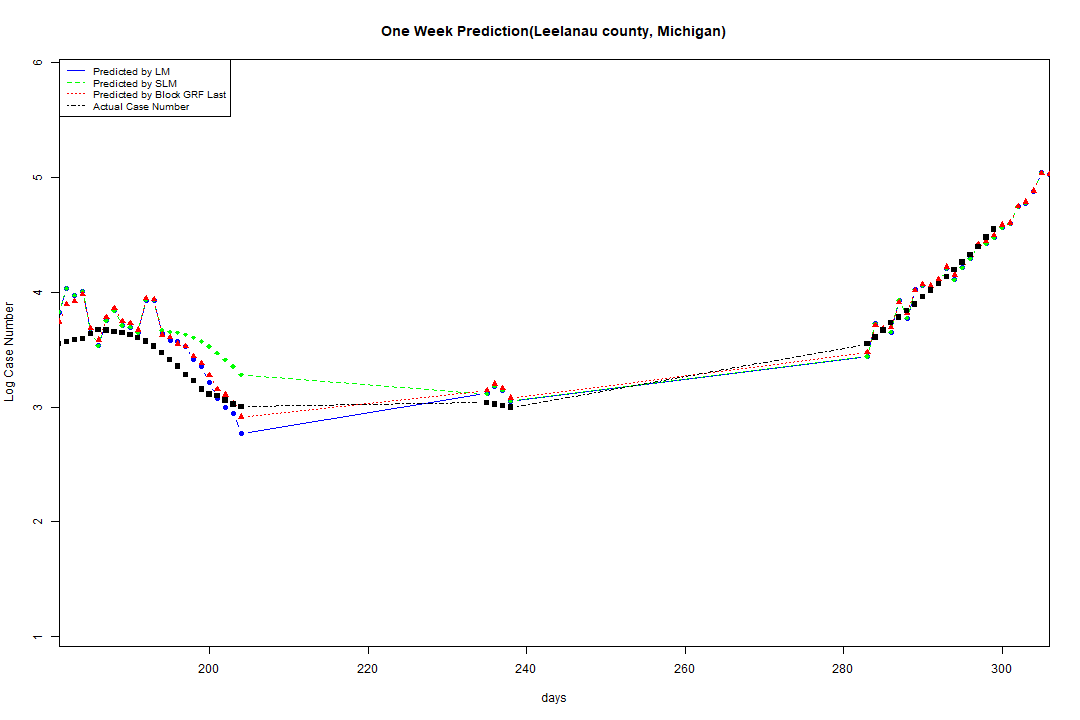 One Week Prediction(Leelanau county, Michigan)
Predicted by LM
Predicted by SLM
Predicted by Block GRF Last
Actual Case Number
6
5
4
3
2
1
Log Case Number
200 220 240 260 280 300
days